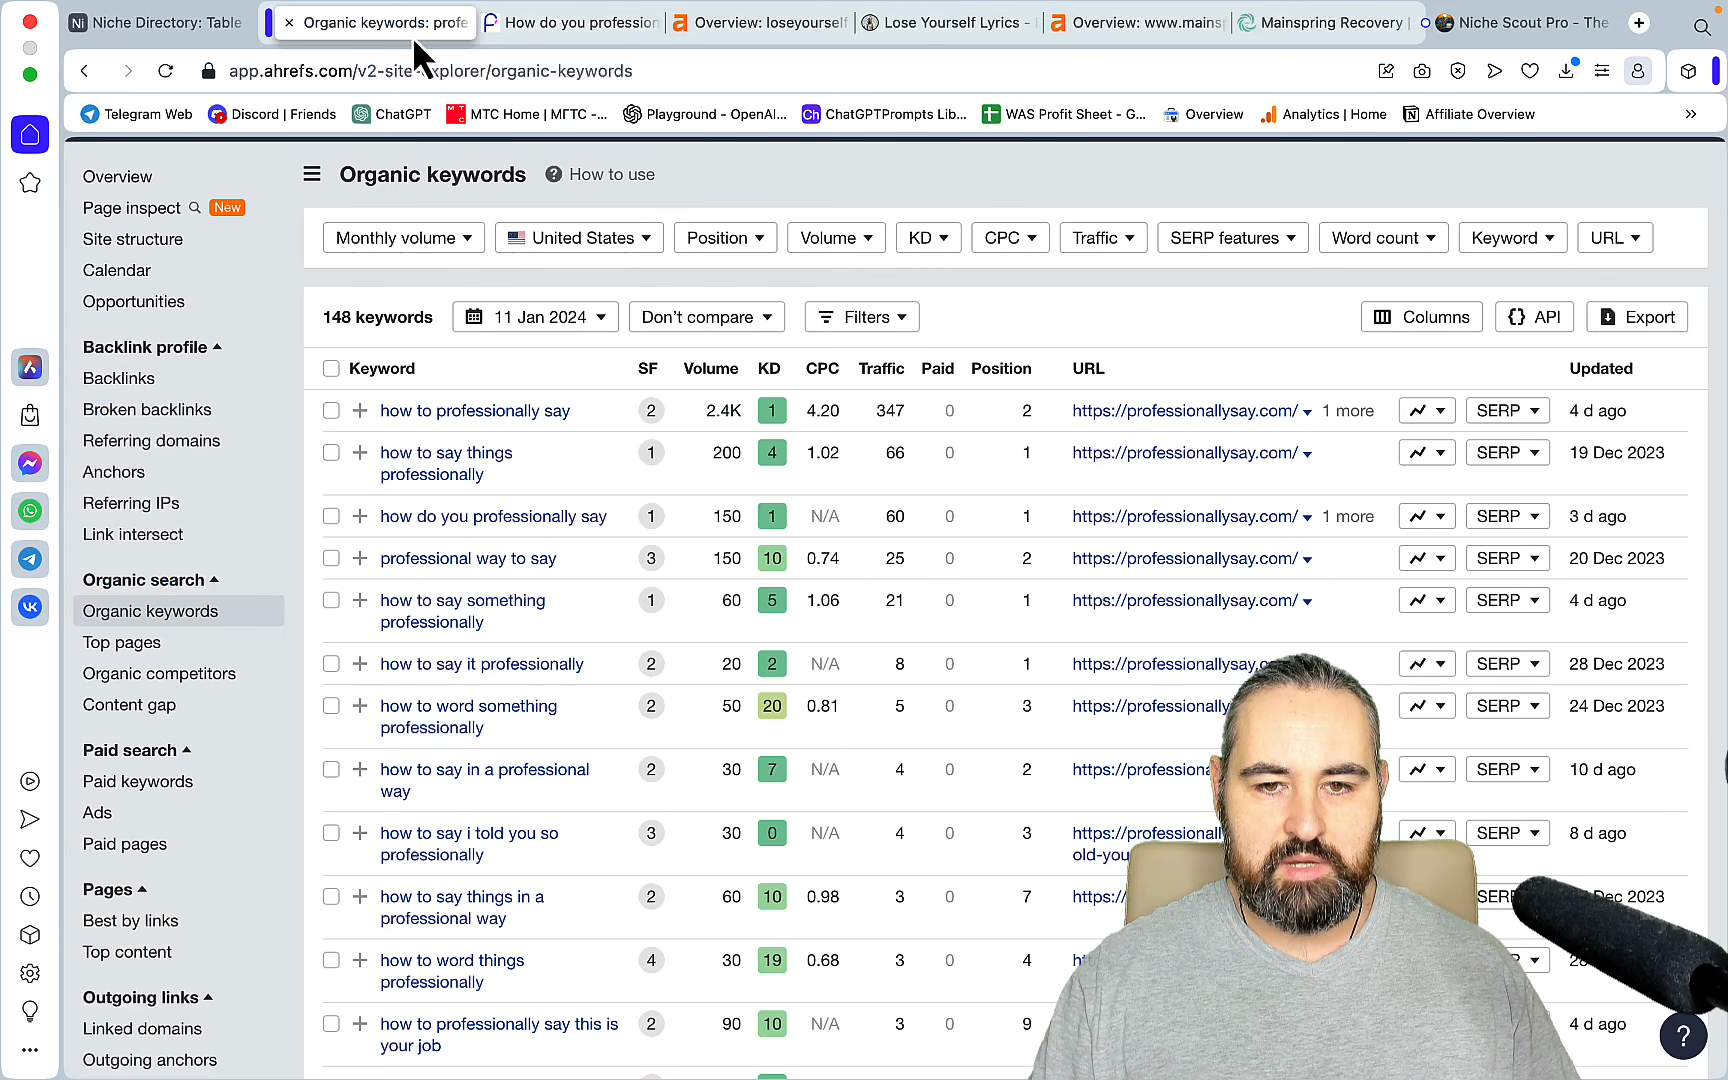 Niche Directory: Table
Organic keywords: profe
How do you profession
Overview: loseyourself
Lose Yourself Lyrics -
Overview: www.mains
Mainspring Recovery |
Niche Scout Pro - The
app.ahrefs.com/v2-site-explorer/organic-keywords
Telegram Web
Discord | Friends
ChatGPT
МТС Home | МГТС -...
Playground - OpenAI...
ChatGPTPrompts Lib...
WAS Profit Sheet - G...
Overview
Analytics | Home
Affiliate Overview
Overview
Page inspect New
Site structure
Calendar
Opportunities
Backlink profile
Backlinks
Broken backlinks
Referring domains
Anchors
Referring IPs
Link intersect
Organic search
Organic keywords
Top pages
Organic competitors
Content gap
Paid search
Paid keywords
Ads
Paid pages
Pages
Best by links
Top content
Outgoing links
Linked domains
Outgoing anchors
Organic keywords ? How to use
Monthly volume United States Position Volume KD CPC Traffic SERP features Word count Keyword URL
148 keywords 11 Jan 2024 Don't compare Filters Columns {} API Export
Keyword SF Volume KD CPC Traffic Paid Position URL Updated
how to professionally say 2 2.4K 1 4.20 347 0 2 https://professionallysay.com/ 1 more SERP 4 d ago
how to say things 1 200 4 1.02 66 0 1 https://professionallysay.com/ SERP 19 Dec 2023
professionally
how do you professionally say 1 150 1 N/A 60 0 1 https://professionallysay.com/ 1 more SERP 3 d ago
professional way to say 3 150 10 0.74 25 0 2 https://professionallysay.com/ SERP 20 Dec 2023
how to say something 1 60 5 1.06 21 0 1 https://professionallysay.com/ SERP 4 d ago
professionally
how to say it professionally 2 20 2 N/A 8 0 1 https://professionallysay.co SERP 28 Dec 2023
how to word something 2 50 20 0.81 5 0 3 https://professionally SERP 24 Dec 2023
professionally
how to say in a professional 2 30 7 N/A 4 0 2 https://professiona SERP 10 d ago
way
how to say i told you so 3 30 0 N/A 4 0 3 https://professionall SERP 8 d ago
professionally old-you
how to say things in a 2 60 10 0.98 3 0 7 https:/ SERP Dec 2023
professional way
how to word things 4 30 19 0.68 3 0 4
professionally
how to professionally say this is 2 90 10 N/A 3 0 9 4 d ago
your job
?